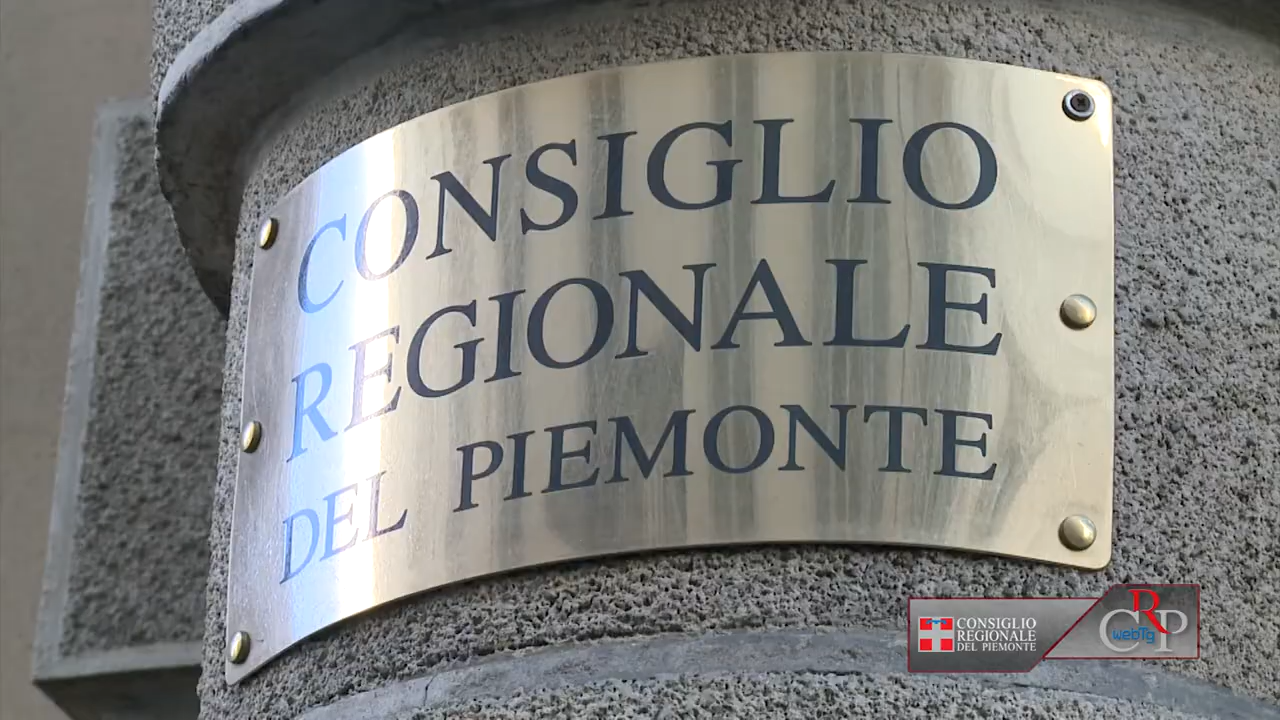 CONSIGLIO
REGIONALE
DEL PIEMONTE
CONSIGLIO
REGIONALE
DEL PIEMONTE
CRP
webTg